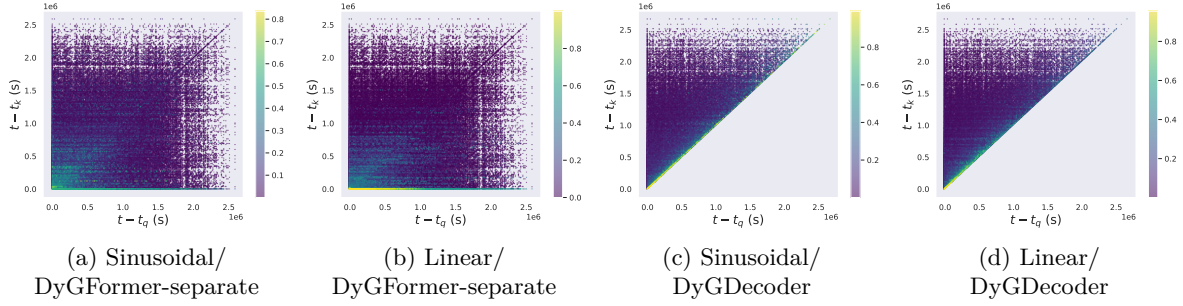 1e6
2.5
2.0
1.5
1.0
0.5
0.0
t − t_k (s)
0.0 0.5 1.0 1.5 2.0 2.5
1e6
t − t_q (s)
0.8
0.7
0.6
0.5
0.4
0.3
0.2
0.1
(a) Sinusoidal/
DyGFormer-separate
1e6
2.5
2.0
1.5
1.0
0.5
0.0
t − t_k (s)
0.0 0.5 1.0 1.5 2.0 2.5
1e6
t − t_q (s)
0.8
0.6
0.4
0.2
0.0
(b) Linear/
DyGFormer-separate
1e6
2.5
2.0
1.5
1.0
0.5
0.0
t − t_k (s)
0.0 0.5 1.0 1.5 2.0 2.5
1e6
t − t_q (s)
0.8
0.6
0.4
0.2
(c) Sinusoidal/
DyGDecoder
1e6
2.5
2.0
1.5
1.0
0.5
0.0
t − t_k (s)
0.0 0.5 1.0 1.5 2.0 2.5
1e6
t − t_q (s)
0.8
0.6
0.4
0.2
(d) Linear/
DyGDecoder